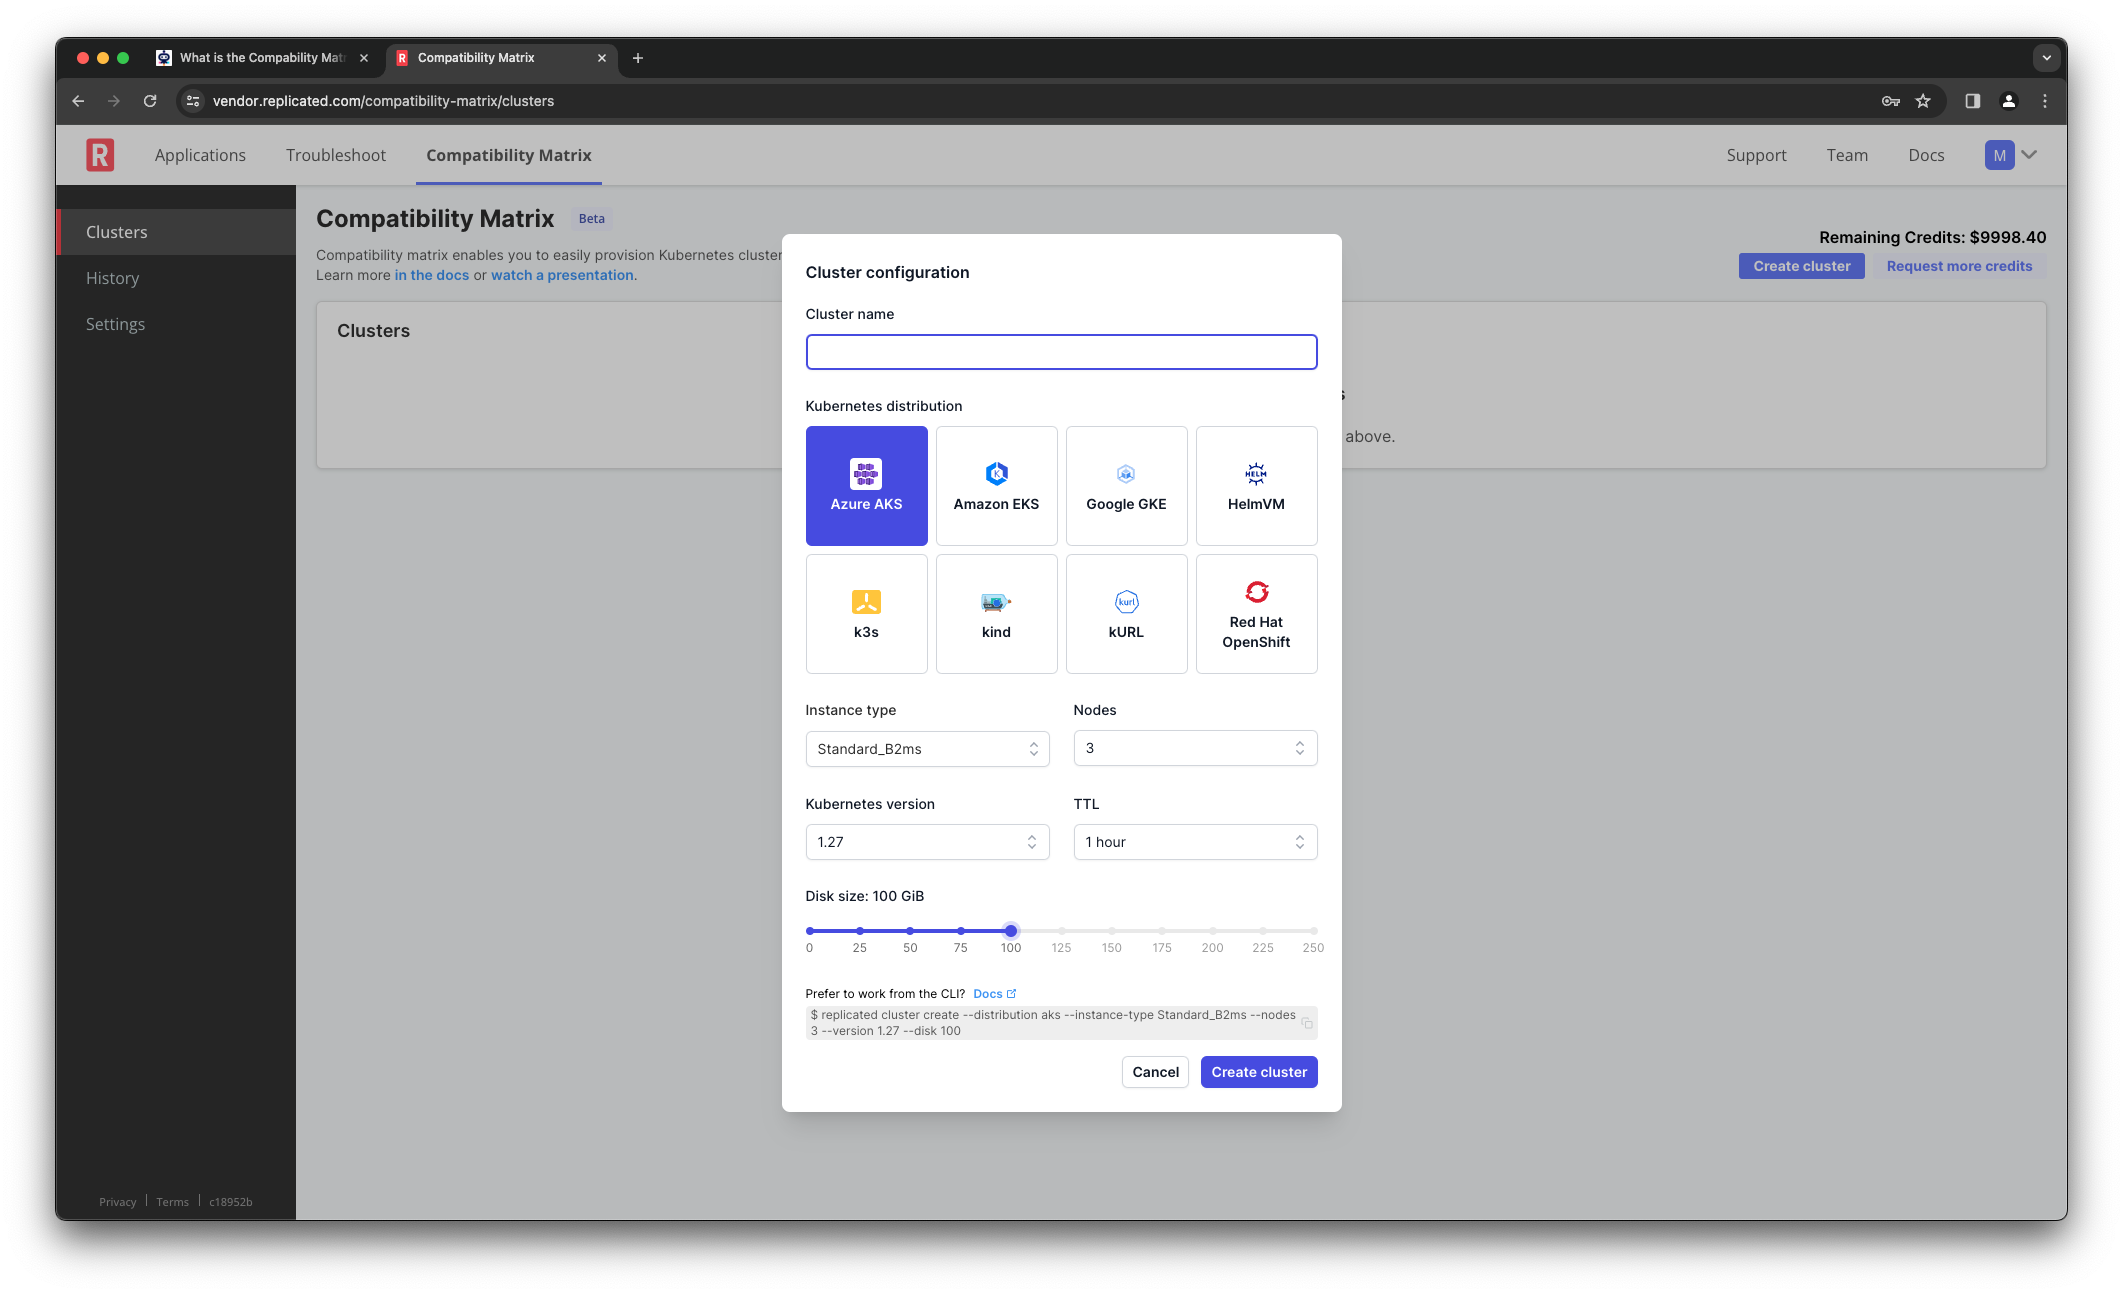 What is the Compability Mat
Compatibility Matrix
vendor.replicated.com/compatibility-matrix/clusters
R
Applications
Troubleshoot
Compatibility Matrix
Support
Team
Docs
M
Clusters
History
Settings
Compatibility Matrix
Beta
Compatibility matrix enables you to easily provision Kubernetes cluster
Learn more in the docs or watch a presentation.
Remaining Credits: $9998.40
Create cluster
Request more credits
Clusters
above.
Cluster configuration
Cluster name
Kubernetes distribution
Azure AKS
Amazon EKS
Google GKE
HELM
HelmVM
k3s
kind
kurl
kURL
Red Hat
OpenShift
Instance type
Nodes
Standard_B2ms
3
Kubernetes version
TTL
1.27
1 hour
Disk size: 100 GiB
0 25 50 75 100 125 150 175 200 225 250
Prefer to work from the CLI? Docs
$ replicated cluster create --distribution aks --instance-type Standard_B2ms --nodes
3 --version 1.27 --disk 100
Cancel
Create cluster
Privacy
Terms
c18952b